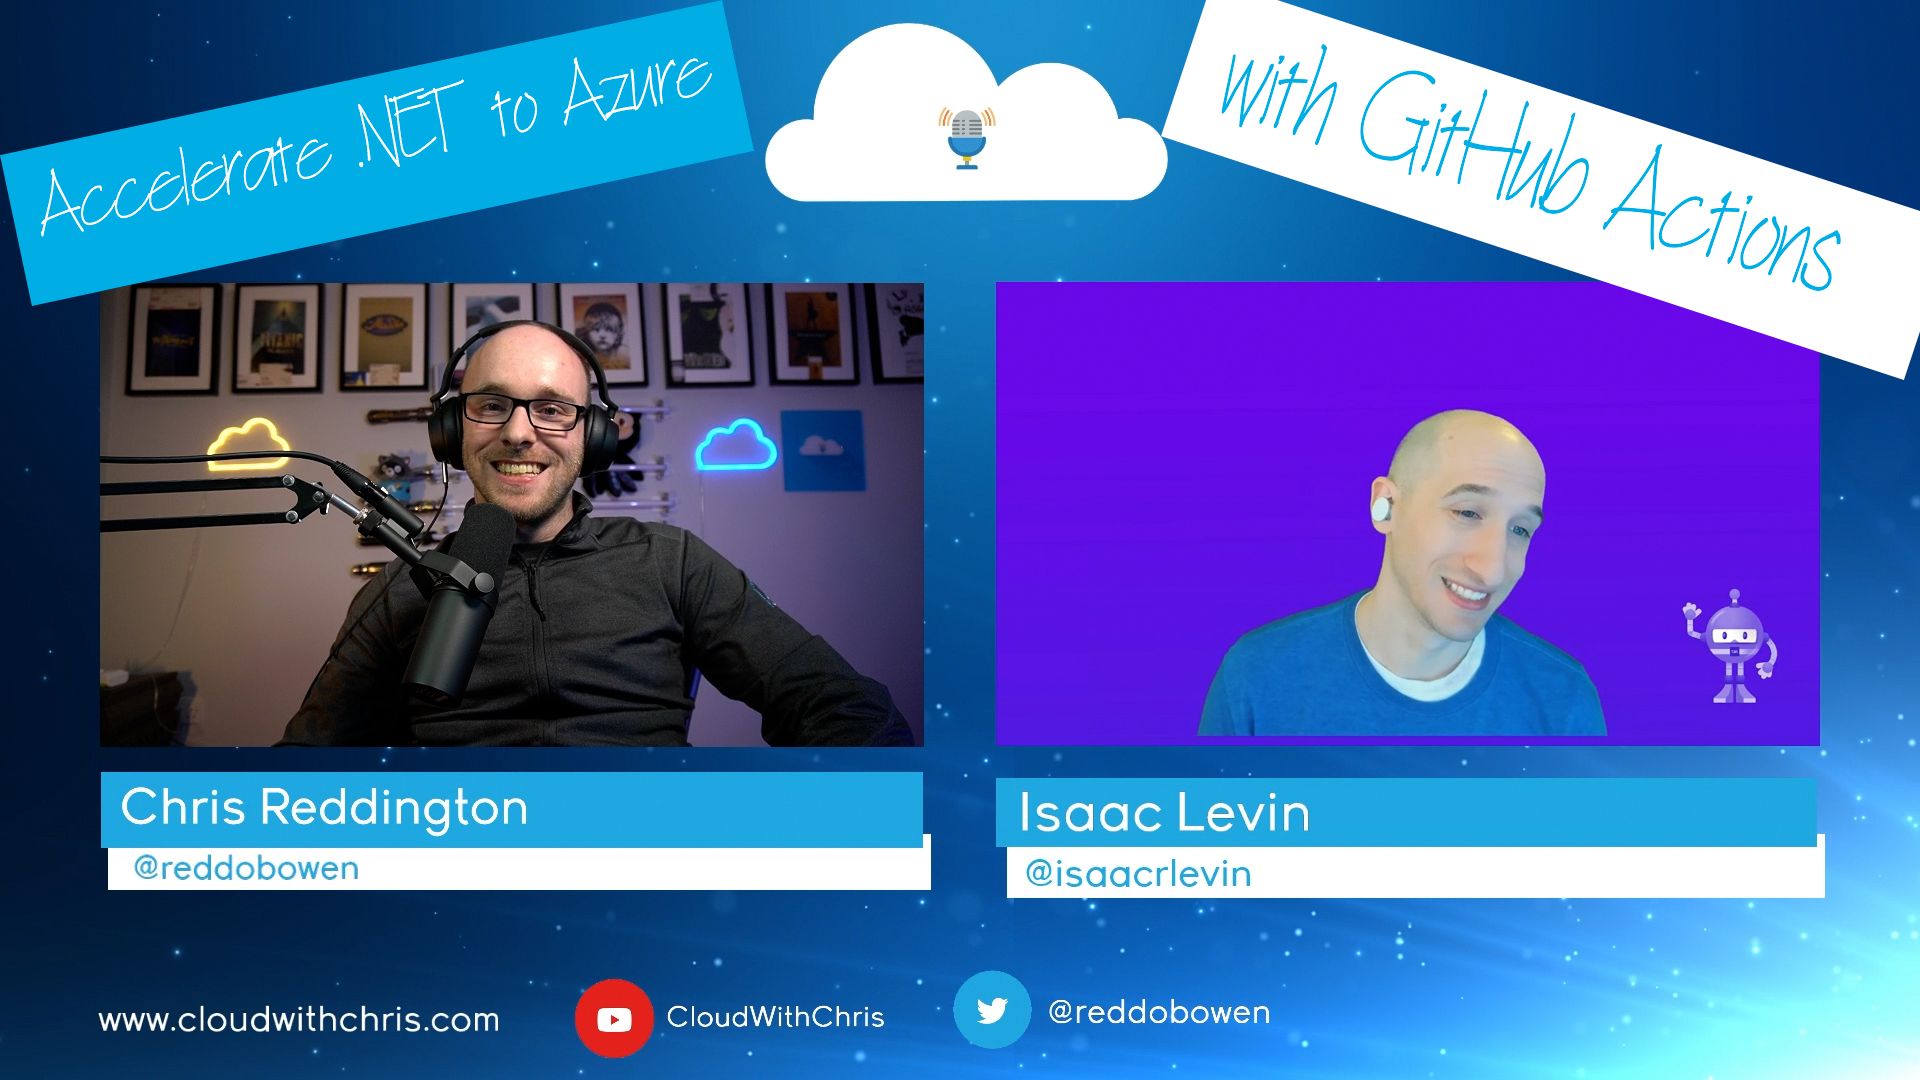 Accelerate .NET to Azure
with GitHub Actions
Chris Reddington
@reddobowen
Isaac Levin
@isaacrlevin
www.cloudwithchris.com
CloudWithChris
@reddobowen